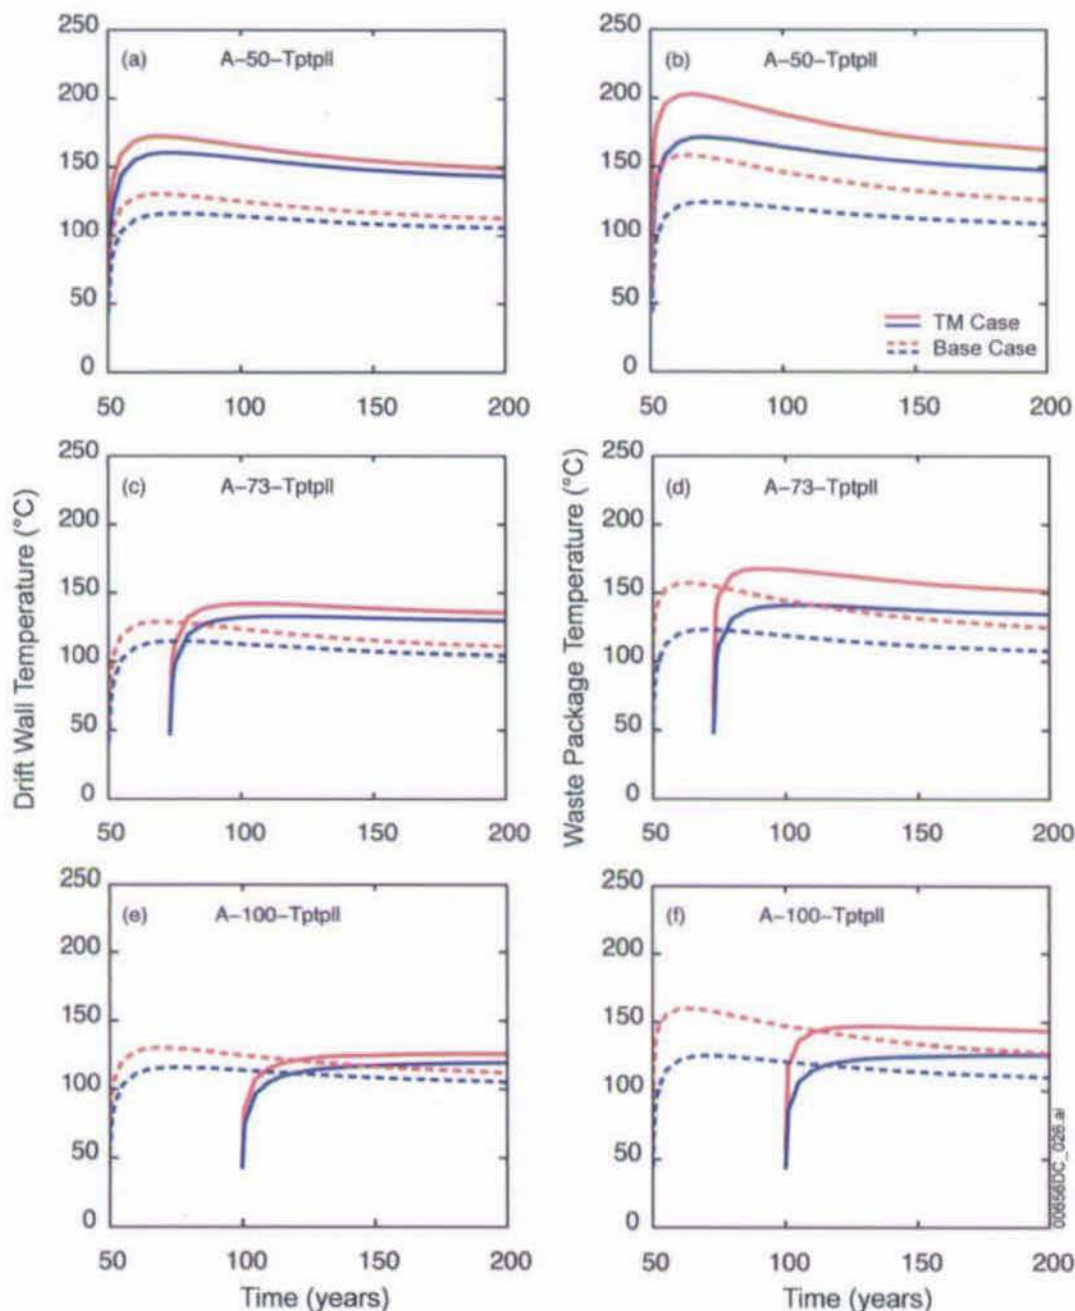 250
(a) A-50-Tptpll
200
150
100
50
0
50 100 150 200
250
(b) A-50-Tptpll
200
150
100
50
TM Case
Base Case
0
50 100 150 200
250
(c) A-73-Tptpll
200
150
100
50
0
50 100 150 200
Drift Wall Temperature (°C)
250
(d) A-73-Tptpll
200
150
100
50
0
50 100 150 200
Waste Package Temperature (°C)
250
(e) A-100-Tptpll
200
150
100
50
0
50 100 150 200
Time (years)
250
(f) A-100-Tptpll
200
150
100
50
0
50 100 150 200
Time (years)
00656DC_026.ai